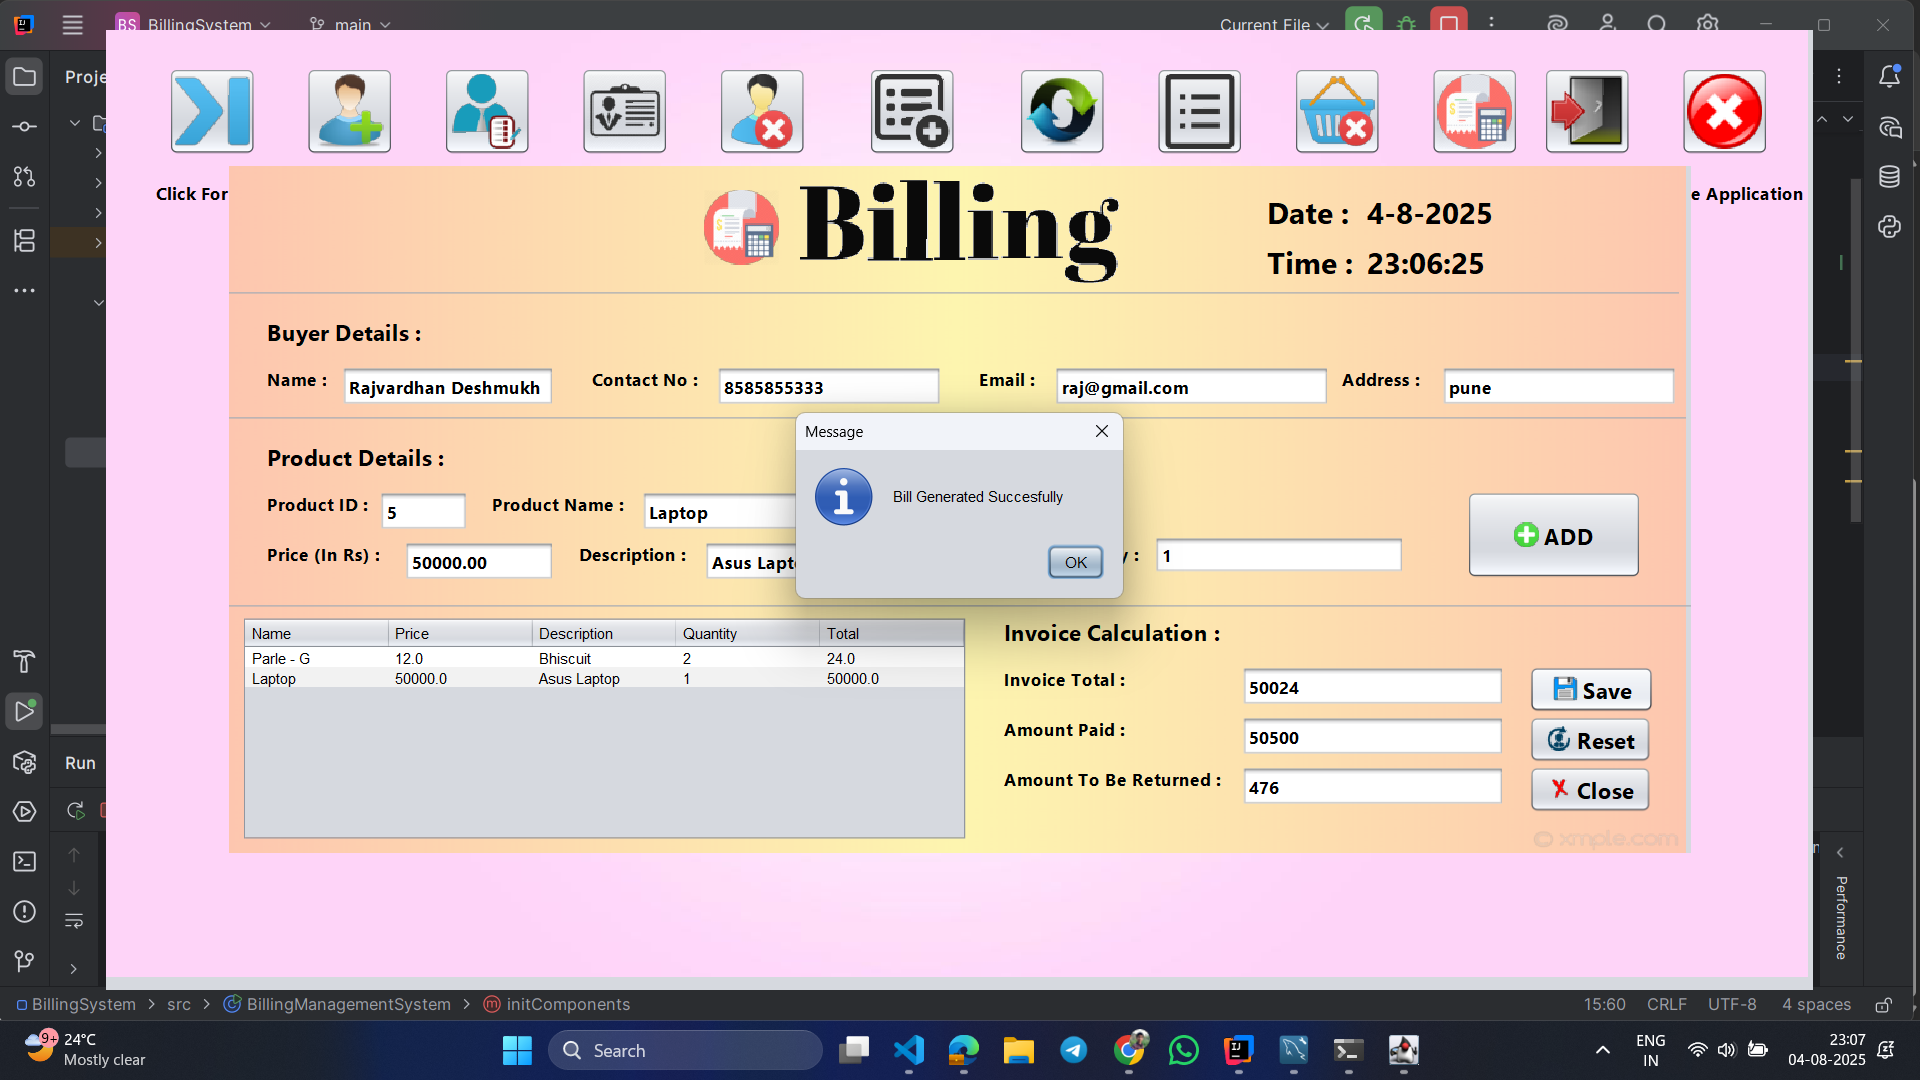 BS BillingSystem main Current File
Proje
Click For
e Application
Billing
Date : 4-8-2025
Time : 23:06:25
Buyer Details :
Name : Rajvardhan Deshmukh Contact No : 8585855333 Email : raj@gmail.com Address : pune
Message
Product Details :
Bill Generated Succesfully
Product ID : 5 Product Name : Laptop
ADD
Price (In Rs) : 50000.00 Description : Asus Lapt y : 1
OK
Name Price Description Quantity Total
Parle - G 12.0 Bhiscuit 2 24.0
Laptop 50000.0 Asus Laptop 1 50000.0
Invoice Calculation :
Invoice Total : 50024 Save
Amount Paid : 50500 Reset
Amount To Be Returned : 476 Close
xmple.com
Run
Performance
BillingSystem > src > BillingManagementSystem > initComponents
15:60 CRLF UTF-8 4 spaces
9+ 24°C
Mostly clear
Search
ENG
IN
23:07
04-08-2025